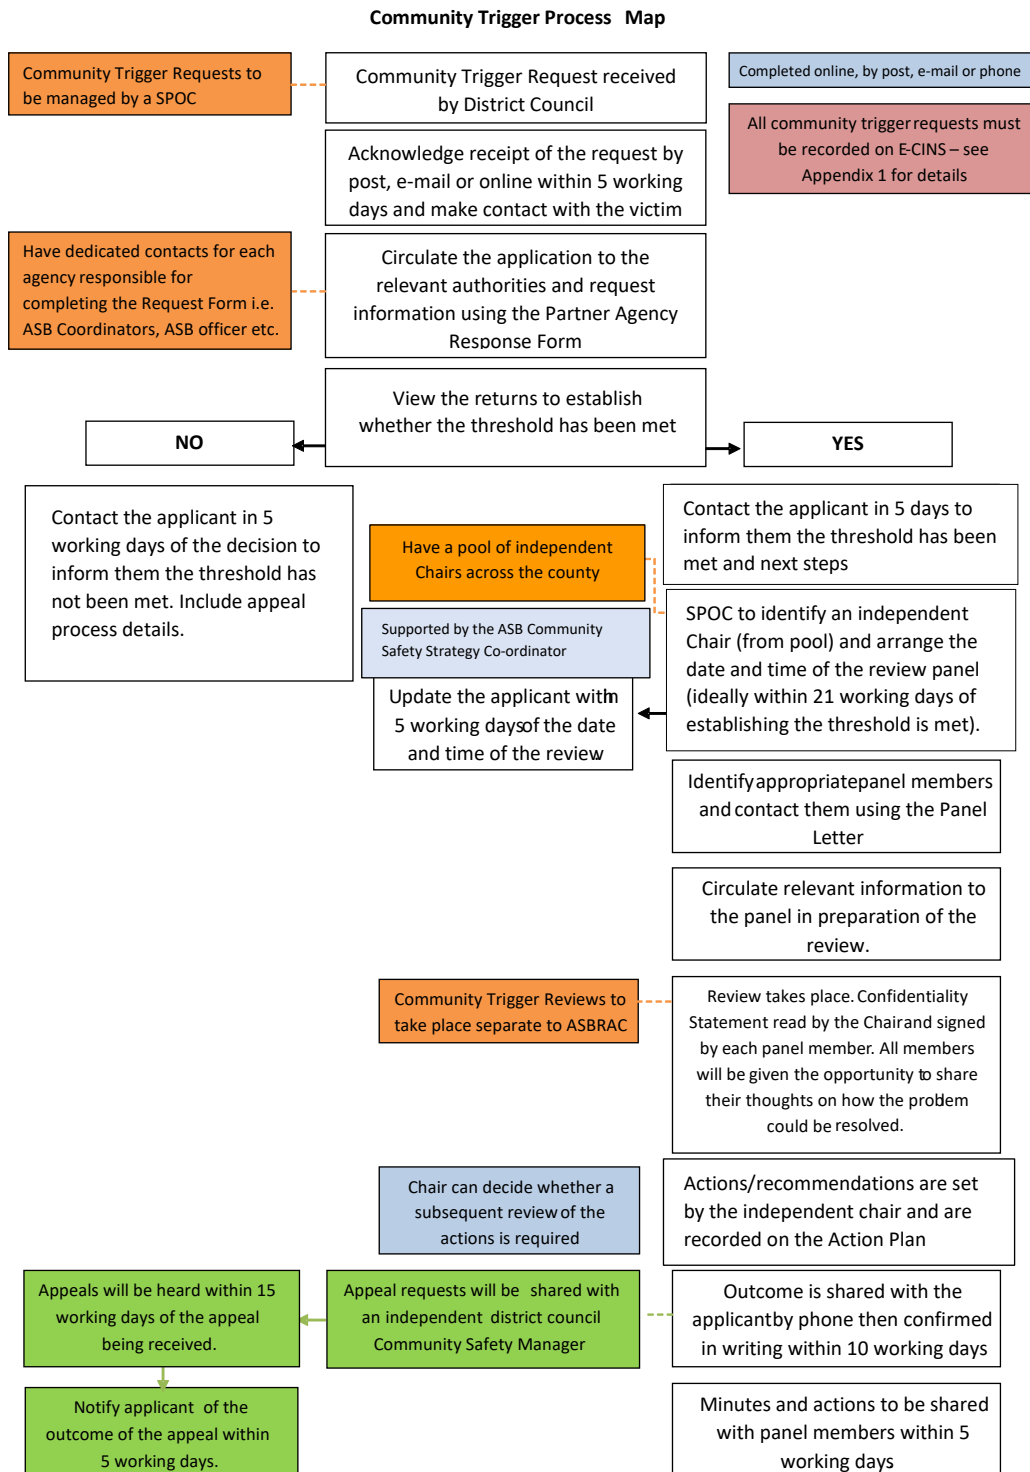 Community Trigger Process Map
Community Trigger Requests to
be managed by a SPOC
Community Trigger Request received
by District Council
Completed online, by post, e-mail or phone
All community trigger requests must
be recorded on E-CINS – see
Appendix 1 for details
Acknowledge receipt of the request by
post, e-mail or online within 5 working
days and make contact with the victim
Have dedicated contacts for each
agency responsible for
completing the Request Form i.e.
ASB Coordinators, ASB officer etc.
Circulate the application to the
relevant authorities and request
information using the Partner Agency
Response Form
View the returns to establish
whether the threshold has been met
NO
YES
Contact the applicant in 5
working days of the decision to
inform them the threshold has
not been met. Include appeal
process details.
Contact the applicant in 5 days to
inform them the threshold has been
met and next steps
Have a pool of independent
Chairs across the county
Supported by the ASB Community
Safety Strategy Co-ordinator
SPOC to identify an independent
Chair (from pool) and arrange the
date and time of the review panel
(ideally within 21 working days of
establishing the threshold is met).
Update the applicant within
5 working days of the date
and time of the review.
Identify appropriate panel members
and contact them using the Panel
Letter
Circulate relevant information to
the panel in preparation of the
review.
Community Trigger Reviews to
take place separate to ASBRAC
Review takes place. Confidentiality
Statement read by the Chair and signed
by each panel member. All members
will be given the opportunity to share
their thoughts on how the problem
could be resolved.
Chair can decide whether a
subsequent review of the
actions is required
Actions/recommendations are set
by the independent chair and are
recorded on the Action Plan
Appeals will be heard within 15
working days of the appeal
being received.
Appeal requests will be shared with
an independent district council
Community Safety Manager
Outcome is shared with the
applicant by phone then confirmed
in writing within 10 working days
Notify applicant of the
outcome of the appeal within
5 working days.
Minutes and actions to be shared
with panel members within 5
working days